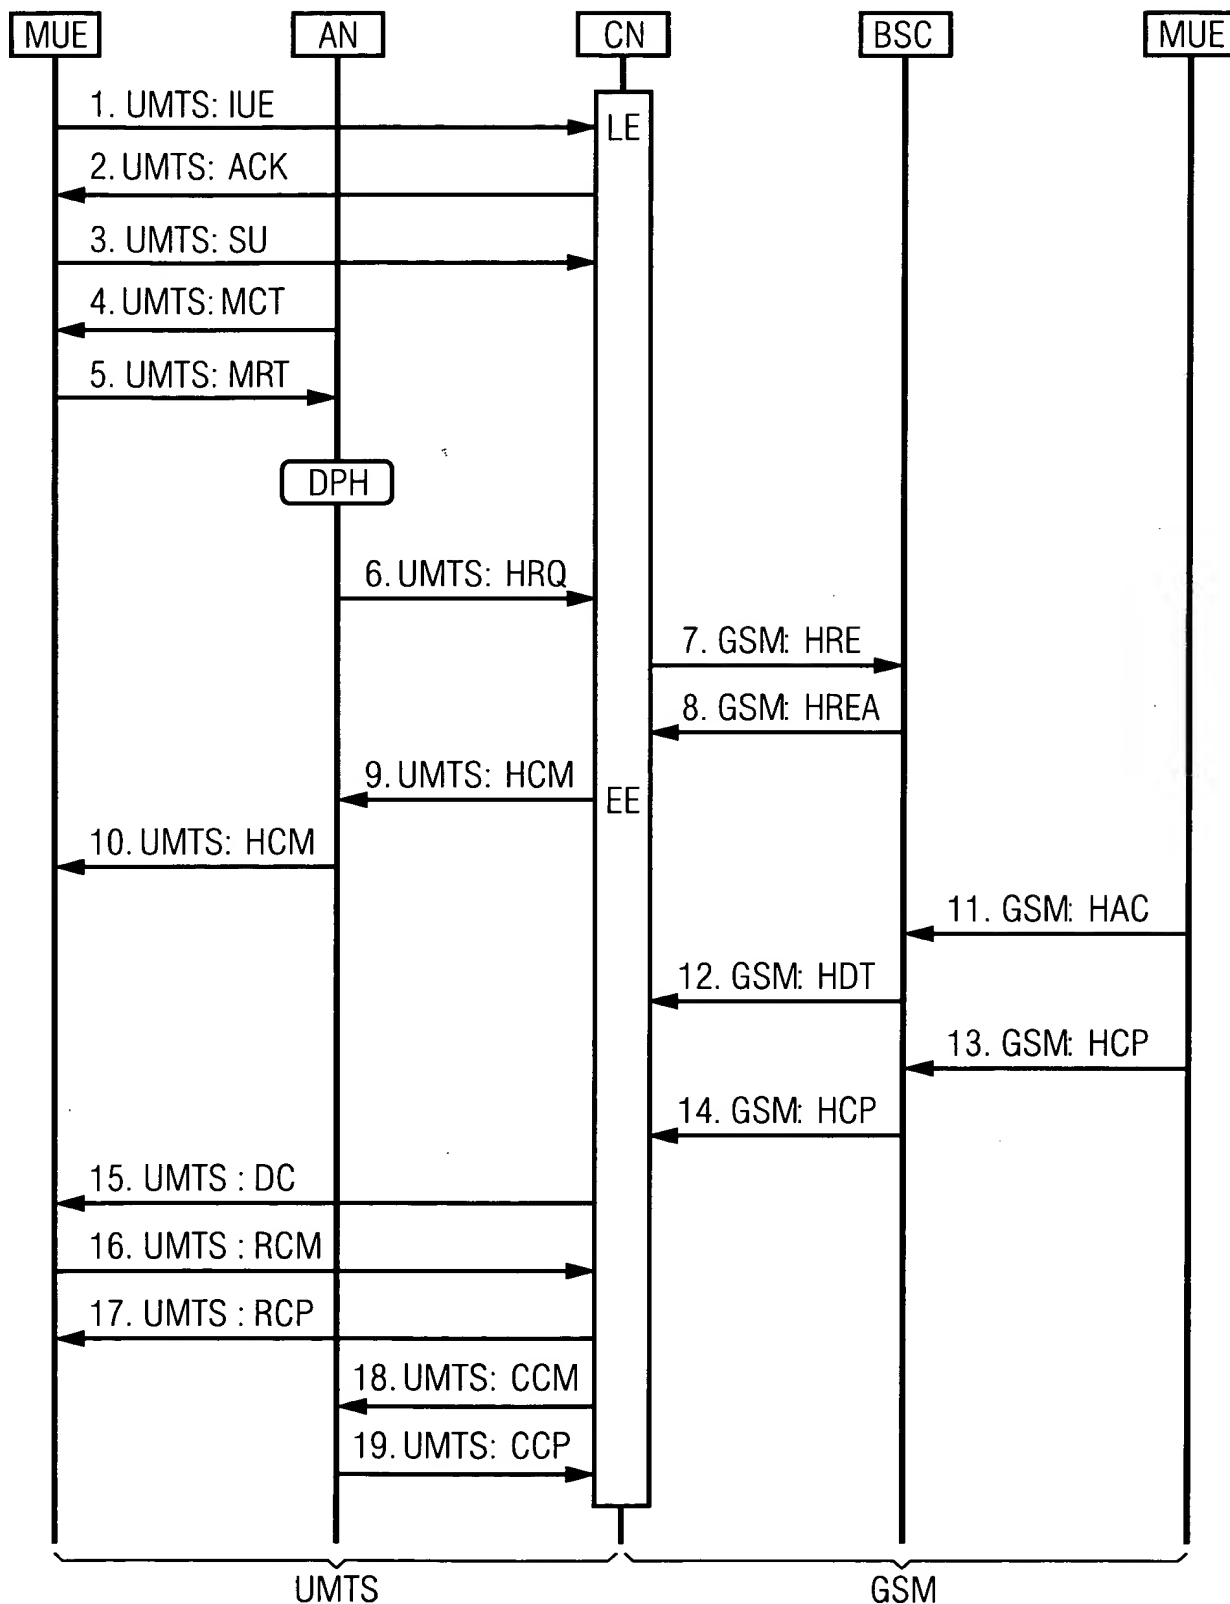 MUE AN CN BSC MUE
1. UMTS: IUE
LE
2. UMTS: ACK
3. UMTS: SU
4. UMTS: MCT
5. UMTS: MRT
DPH
6. UMTS: HRQ
7. GSM: HRE
8. GSM: HREA
9. UMTS: HCM
EE
10. UMTS: HCM
11. GSM: HAC
12. GSM: HDT
13. GSM: HCP
14. GSM: HCP
15. UMTS : DC
16. UMTS : RCM
17. UMTS : RCP
18. UMTS: CCM
19. UMTS: CCP
UMTS GSM